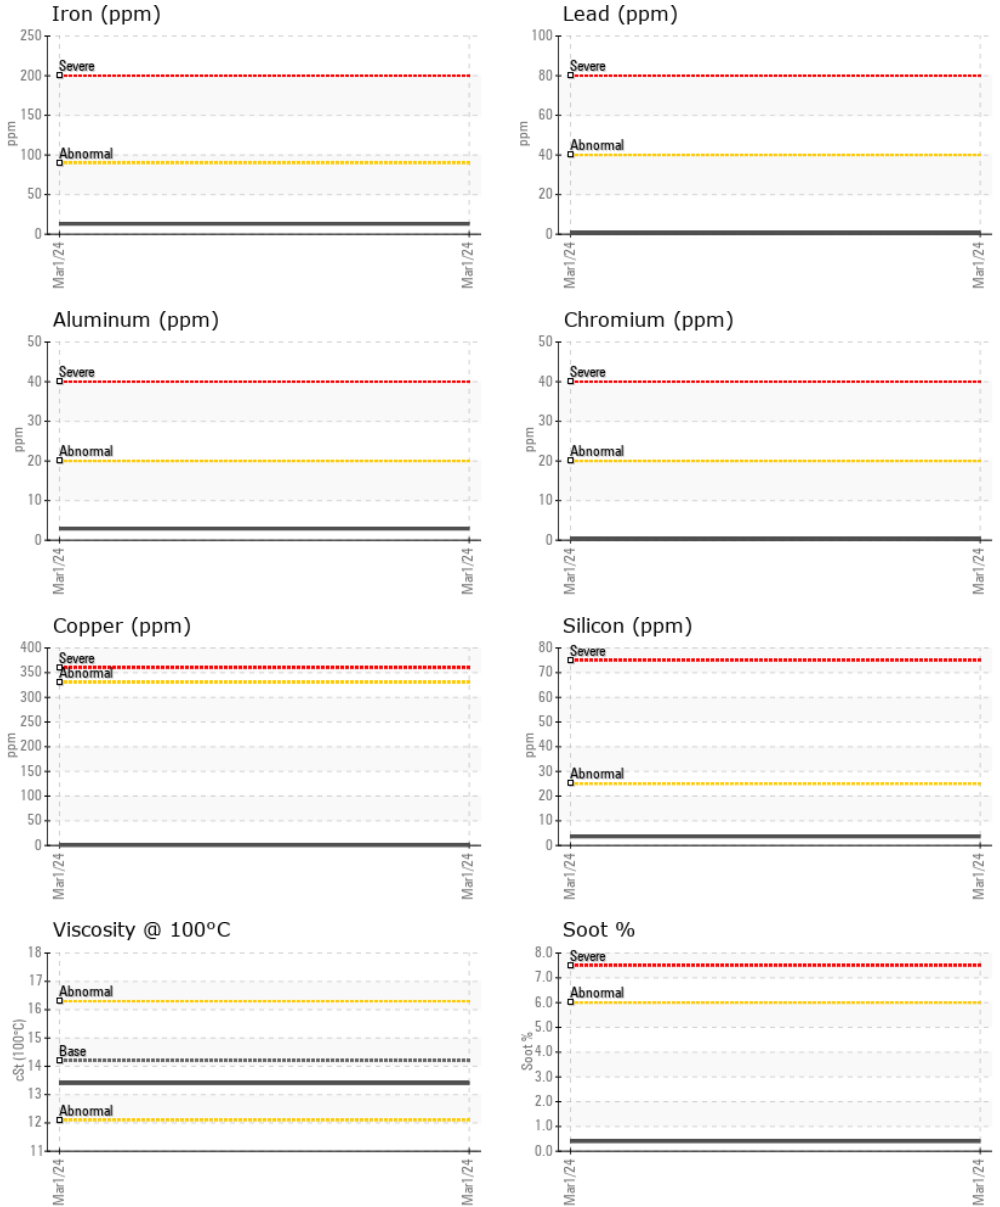 Iron (ppm)
250
200
150
100
50
0
ppm
Severe
Abnormal
Mar1/24
Mar1/24
Lead (ppm)
100
80
60
40
20
0
ppm
Severe
Abnormal
Mar1/24
Mar1/24
Aluminum (ppm)
50
40
30
20
10
0
ppm
Severe
Abnormal
Mar1/24
Mar1/24
Chromium (ppm)
50
40
30
20
10
0
ppm
Severe
Abnormal
Mar1/24
Mar1/24
Copper (ppm)
400
350
300
250
200
150
100
50
0
ppm
Severe
Abnormal
Mar1/24
Mar1/24
Silicon (ppm)
80
70
60
50
40
30
20
10
0
ppm
Severe
Abnormal
Mar1/24
Mar1/24
Viscosity @ 100°C
18
17
16
15
14
13
12
11
cSt (100°C)
Abnormal
Base
Abnormal
Mar1/24
Mar1/24
Soot %
8.0
7.0
6.0
5.0
4.0
3.0
2.0
1.0
0.0
Soot %
Severe
Abnormal
Mar1/24
Mar1/24